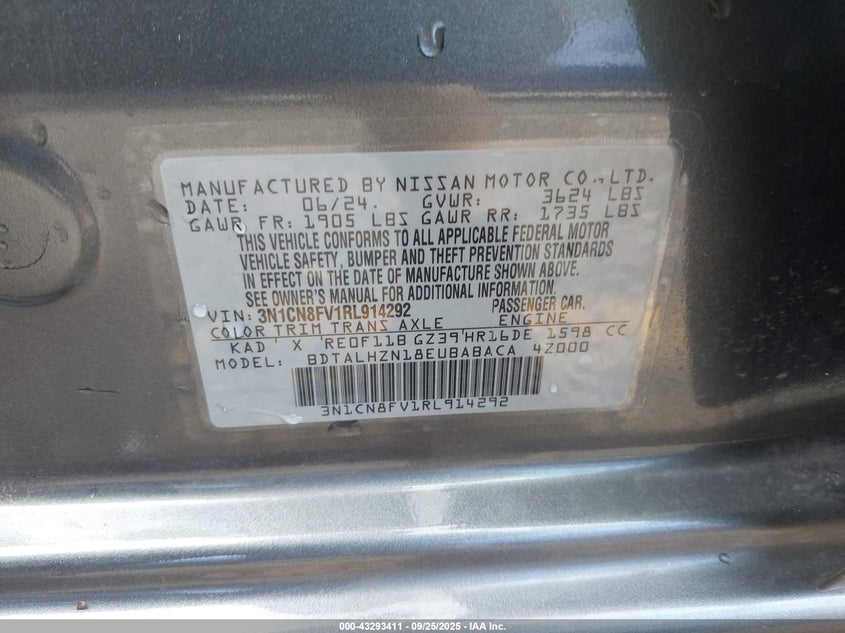 MANUFACTURED BY NISSAN MOTOR CO., LTD.
DATE: 06/24. GVWR: 3624 LBS
GAWR FR: 1905 LBS GAWR RR: 1735 LBS
THIS VEHICLE CONFORMS TO ALL APPLICABLE FEDERAL MOTOR
VEHICLE SAFETY, BUMPER AND THEFT PREVENTION STANDARDS
IN EFFECT ON THE DATE OF MANUFACTURE SHOWN ABOVE.
SEE OWNER'S MANUAL FOR ADDITIONAL INFORMATION.
VIN: 3N1CN8FV1RL914292 PASSENGER CAR.
COLOR TRIM TRANS AXLE ENGINE
KAD ' X ' RE0F11B GZ39'HR16DE 1598 CC
MODEL: BDTALHZN18EUBABACA 4Z000
3N1CN8FV1RL914292
000-43293411 - 09/25/2025 - IAA Inc.